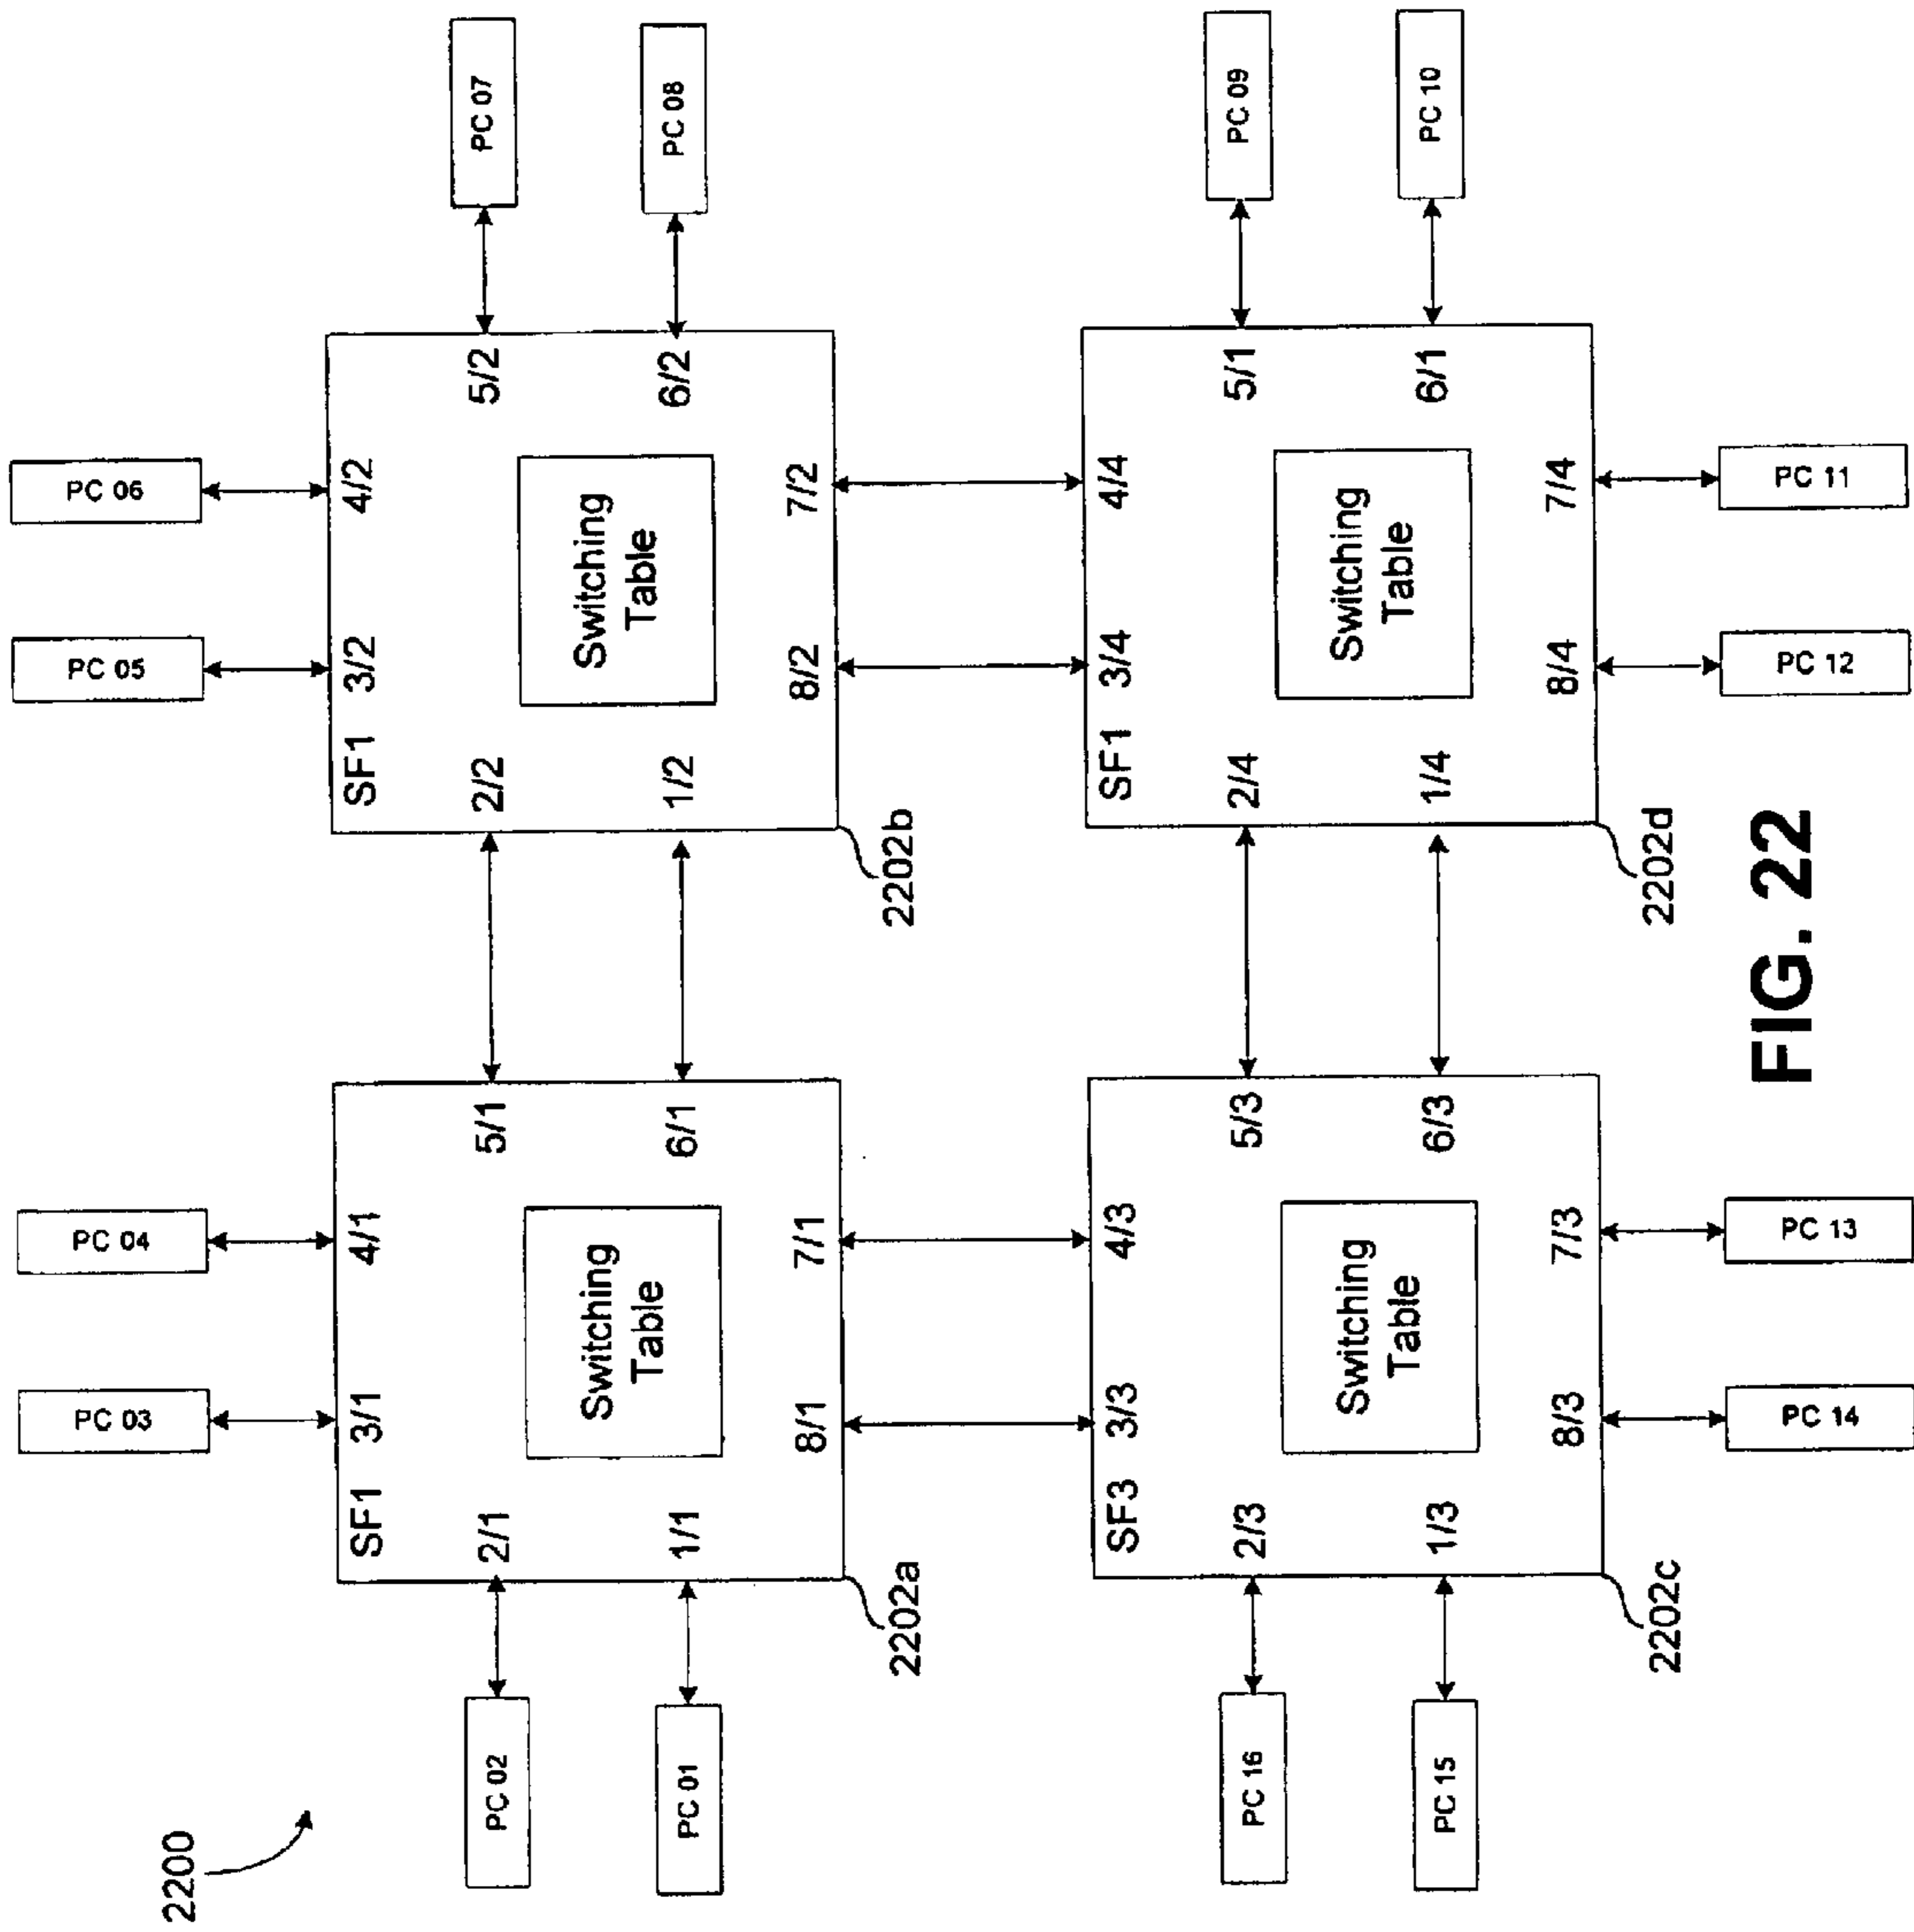 2200
PC 03
PC 04
PC 05
PC 06
SF1
3/1
4/1
SF1
3/2
4/2
PC 02
2/1
5/1
2/2
5/2
PC 07
Switching
Table
Switching
Table
PC 01
1/1
6/1
1/2
6/2
PC 08
8/1
7/1
8/2
7/2
2202a
2202b
SF3
3/3
4/3
SF1
3/4
4/4
PC 16
2/3
5/3
2/4
5/1
PC 09
Switching
Table
Switching
Table
PC 15
1/3
6/3
1/4
6/1
PC 10
8/3
7/3
8/4
7/4
2202c
2202d
PC 14
PC 13
PC 12
PC 11
FIG. 22